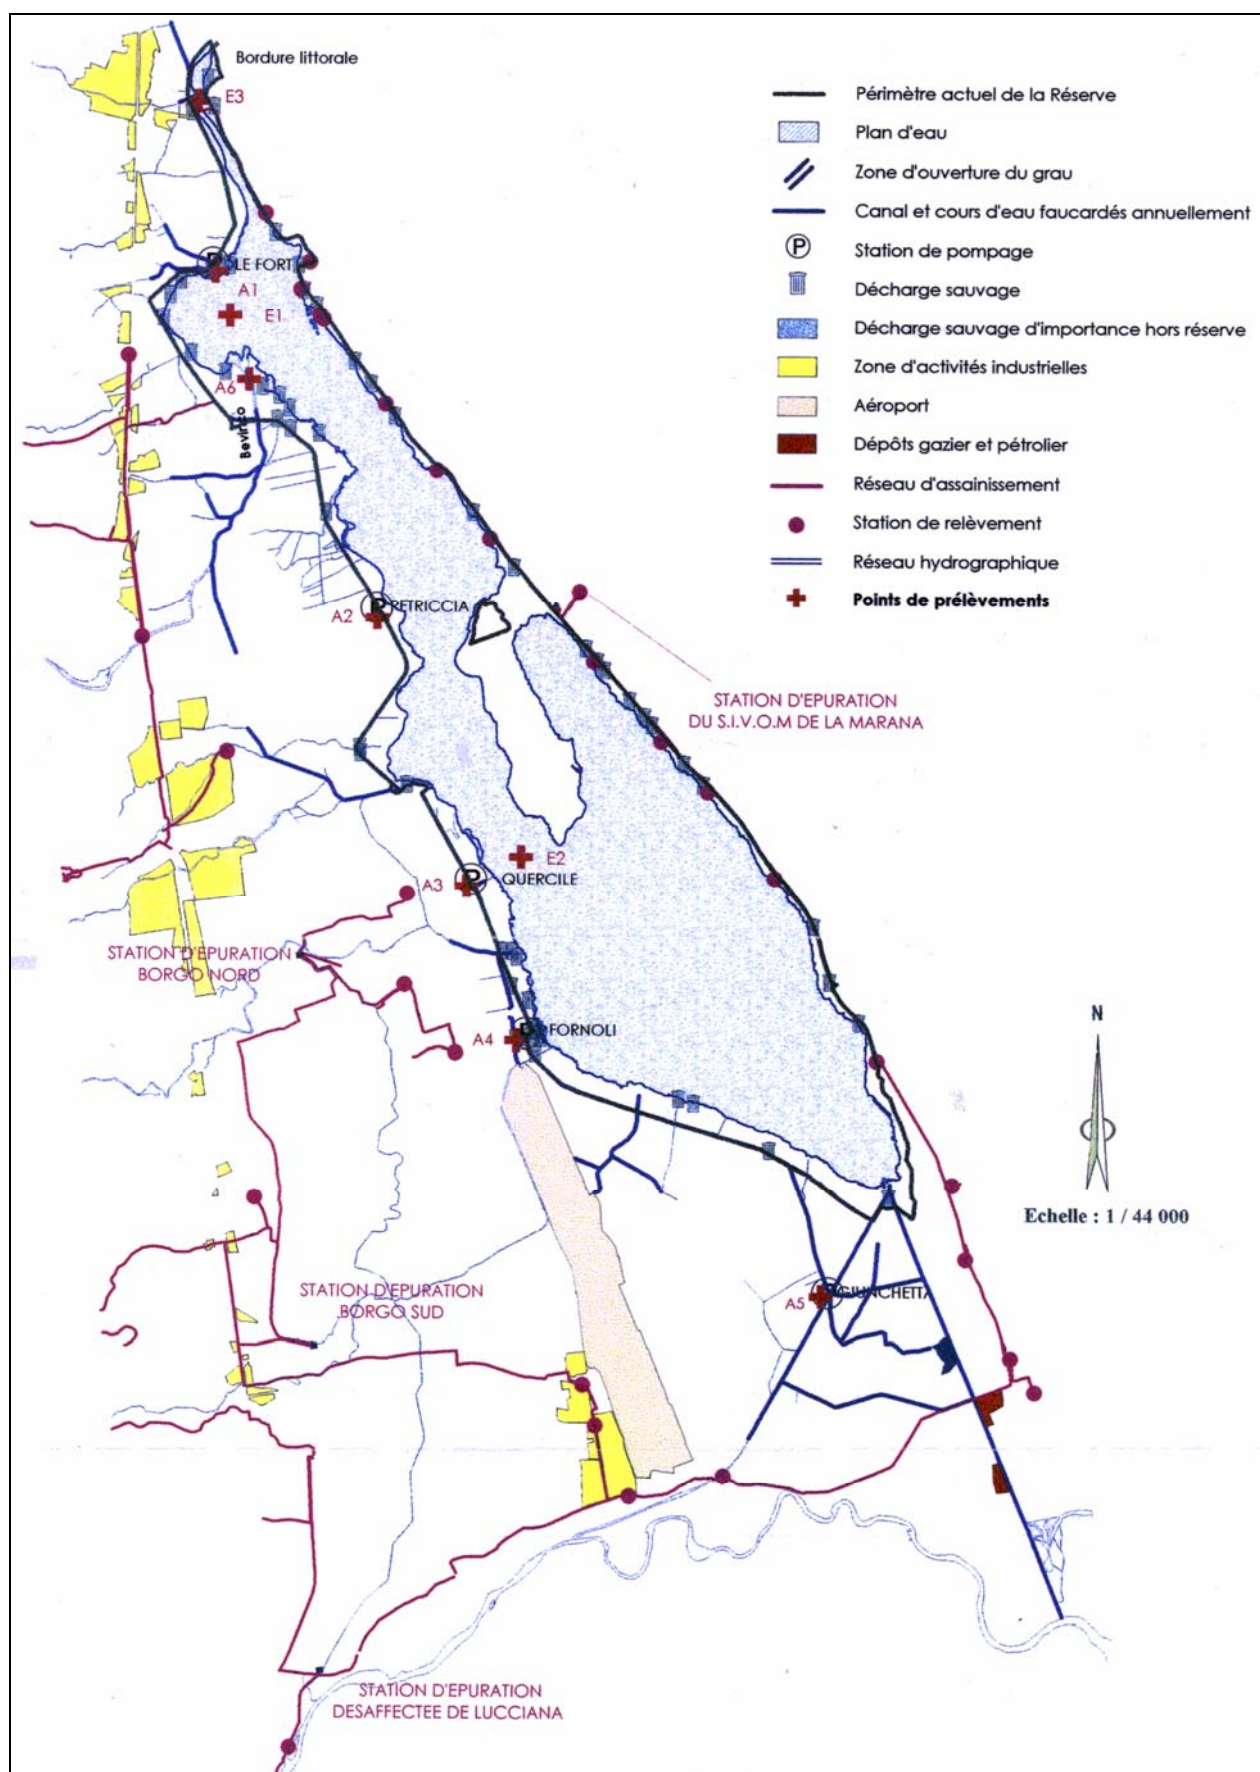 Bordure littorale
E3
Périmètre actuel de la Réserve
Plan d'eau
Zone d'ouverture du grau
Canal et cours d'eau faucardés annuellement
P
Station de pompage
Décharge sauvage
Décharge sauvage d'importance hors réserve
Zone d'activités industrielles
Aéroport
Dépôts gazier et pétrolier
Réseau d'assainissement
Station de relèvement
Réseau hydrographique
Points de prélèvements
P
LE FORT
A1
E1
A6
Bevinco
P
PETRICCIA
A2
STATION D'EPURATION
DU S.I.V.O.M DE LA MARANA
E2
P
QUERCILE
A3
STATION D'EPURATION
BORGO NORD
P
FORNOLI
A4
N
Echelle : 1 / 44 000
STATION D'EPURATION
BORGO SUD
P
GIUNCHETTA
A5
STATION D'EPURATION
DESAFFECTEE DE LUCCIANA